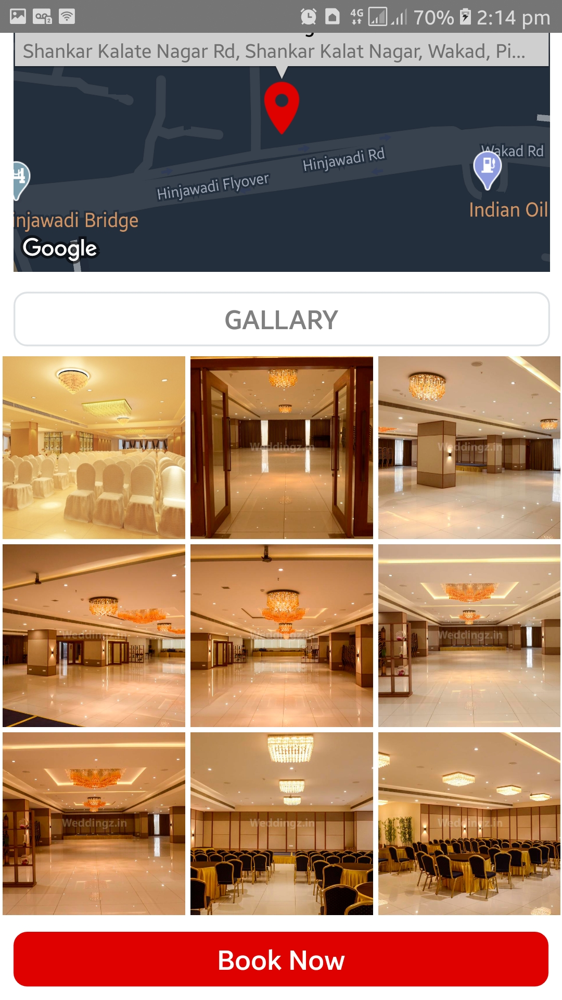 4G 70% 2:14 pm
Shankar Kalate Nagar Rd, Shankar Kalat Nagar, Wakad, Pi...
Wakad Rd
Hinjawadi Rd
Hinjawadi Flyover
Indian Oil
injawadi Bridge
Google
GALLARY
Weddingz.in
Weddingz.in
Weddingz.in
Weddingz.in
Weddingz.in
Weddingz.in
Weddingz.in
Weddingz.in
Book Now